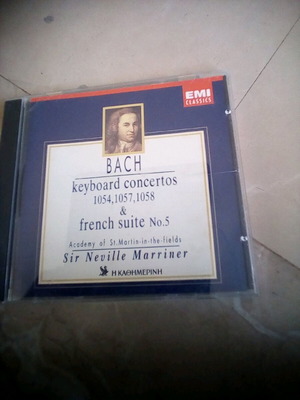 EMI
CLASSICS
BACH
keyboard concertos
1054,1057,1058
&
french suite No.5
Academy of St.Martin-in-the-fields
Sir Neville Marriner
Η ΚΑΘΗΜΕΡΙΝΗ